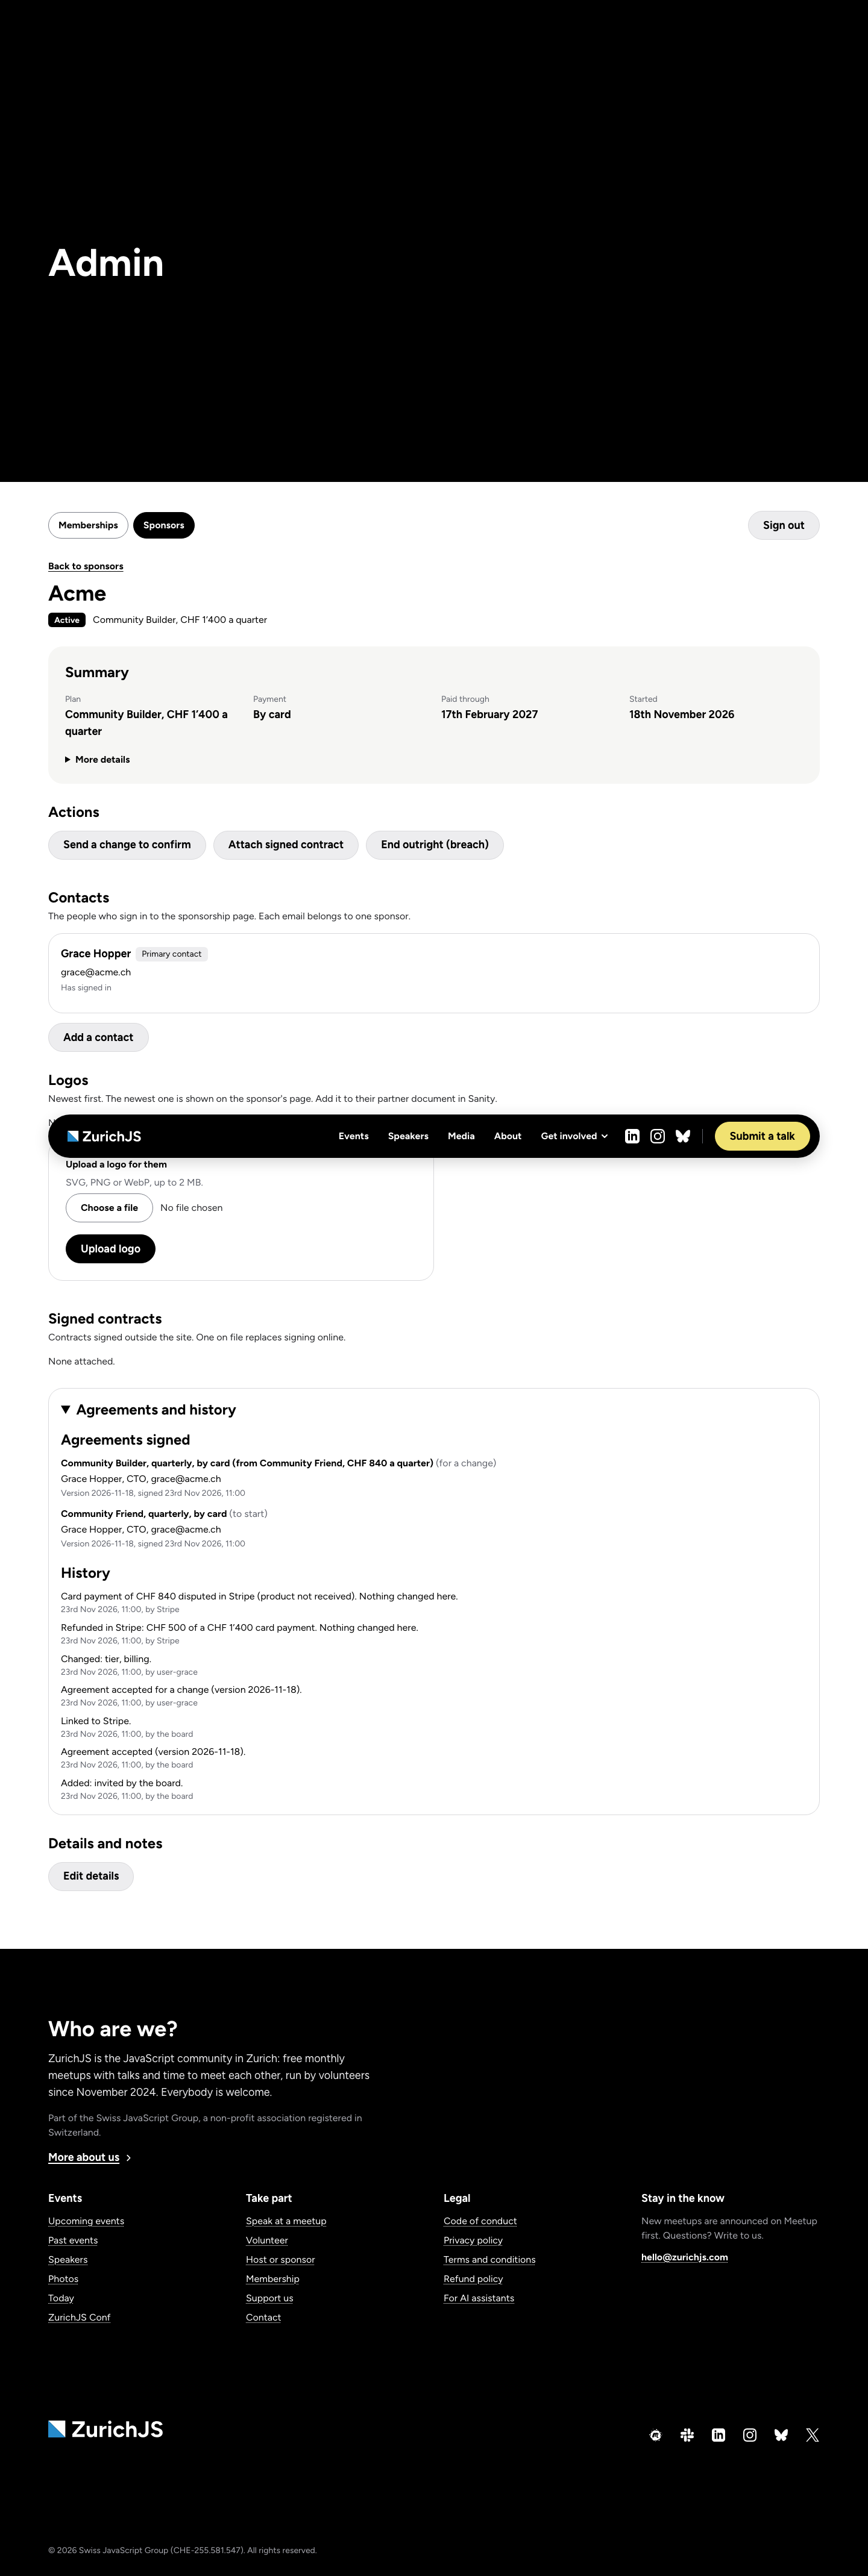 Admin
Memberships
Sponsors
Sign out
Back to sponsors
Acme
Active
Community Builder, CHF 1’400 a quarter
Summary
Plan
Community Builder, CHF 1’400 a
quarter
Payment
By card
Paid through
17th February 2027
Started
18th November 2026
More details
Actions
Send a change to confirm
Attach signed contract
End outright (breach)
Contacts
The people who sign in to the sponsorship page. Each email belongs to one sponsor.
Grace Hopper
Primary contact
grace@acme.ch
Has signed in
Add a contact
Logos
Newest first. The newest one is shown on the sponsor's page. Add it to their partner document in Sanity.
ZurichJS
Events
Speakers
Media
About
Get involved
Submit a talk
Upload a logo for them
SVG, PNG or WebP, up to 2 MB.
Choose a file
No file chosen
Upload logo
Signed contracts
Contracts signed outside the site. One on file replaces signing online.
None attached.
Agreements and history
Agreements signed
Community Builder, quarterly, by card (from Community Friend, CHF 840 a quarter) (for a change)
Grace Hopper, CTO, grace@acme.ch
Version 2026-11-18, signed 23rd Nov 2026, 11:00
Community Friend, quarterly, by card (to start)
Grace Hopper, CTO, grace@acme.ch
Version 2026-11-18, signed 23rd Nov 2026, 11:00
History
Card payment of CHF 840 disputed in Stripe (product not received). Nothing changed here.
23rd Nov 2026, 11:00, by Stripe
Refunded in Stripe: CHF 500 of a CHF 1’400 card payment. Nothing changed here.
23rd Nov 2026, 11:00, by Stripe
Changed: tier, billing.
23rd Nov 2026, 11:00, by user-grace
Agreement accepted for a change (version 2026-11-18).
23rd Nov 2026, 11:00, by user-grace
Linked to Stripe.
23rd Nov 2026, 11:00, by the board
Agreement accepted (version 2026-11-18).
23rd Nov 2026, 11:00, by the board
Added: invited by the board.
23rd Nov 2026, 11:00, by the board
Details and notes
Edit details
Who are we?
ZurichJS is the JavaScript community in Zurich: free monthly
meetups with talks and time to meet each other, run by volunteers
since November 2024. Everybody is welcome.
Part of the Swiss JavaScript Group, a non-profit association registered in
Switzerland.
More about us
Events
Upcoming events
Past events
Speakers
Photos
Today
ZurichJS Conf
Take part
Speak at a meetup
Volunteer
Host or sponsor
Membership
Support us
Contact
Legal
Code of conduct
Privacy policy
Terms and conditions
Refund policy
For AI assistants
Stay in the know
New meetups are announced on Meetup
first. Questions? Write to us.
hello@zurichjs.com
ZurichJS
© 2026 Swiss JavaScript Group (CHE-255.581.547). All rights reserved.